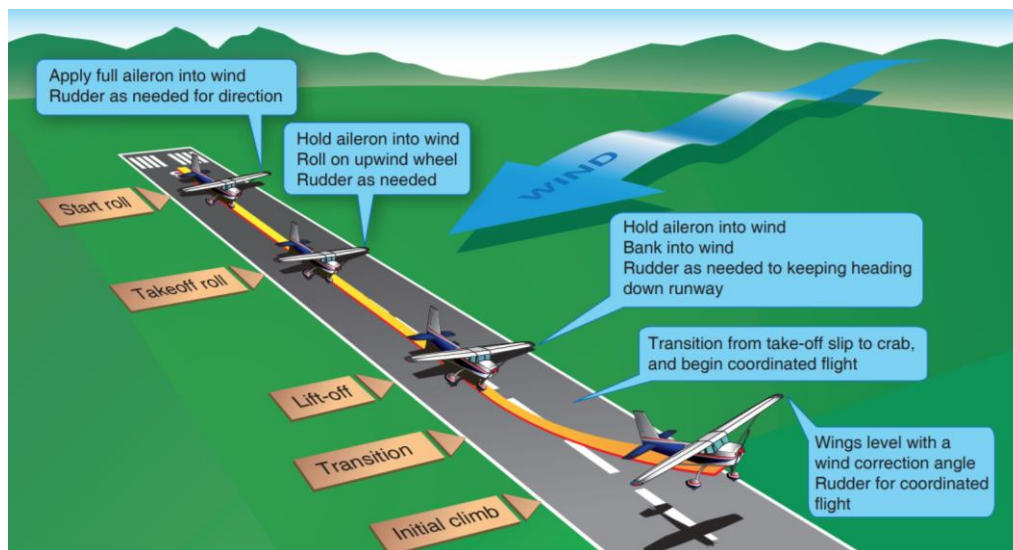 Apply full aileron into wind
Rudder as needed for direction
Hold aileron into wind
Roll on upwind wheel
Rudder as needed
WIND
Start roll
Hold aileron into wind
Bank into wind
Rudder as needed to keeping heading
down runway
Takeoff roll
Transition from take-off slip to crab,
and begin coordinated flight
Lift-off
Wings level with a
wind correction angle
Rudder for coordinated
flight
Transition
Initial climb